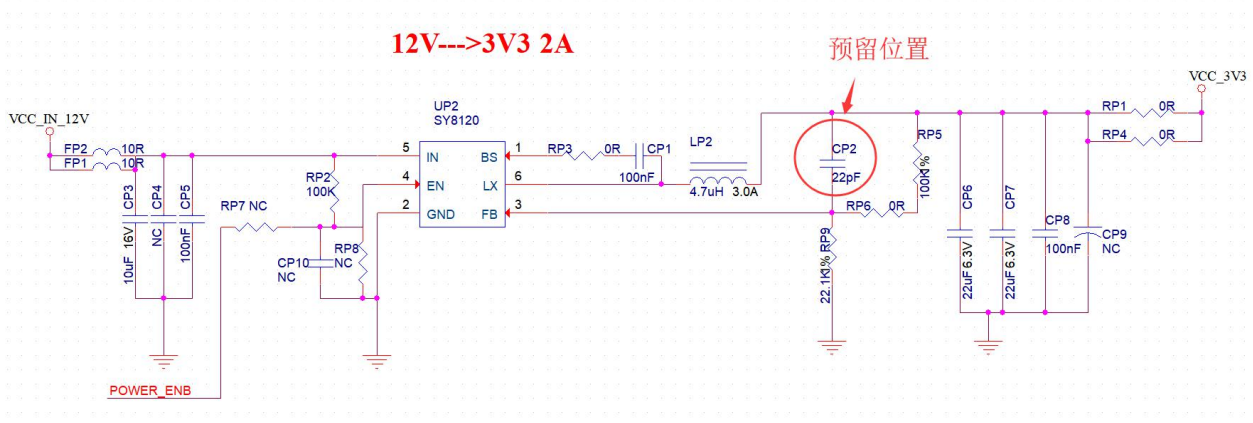 12V--->3V3 2A
预留位置
VCC_3V3
VCC_IN_12V
UP2
SY8120
FP2 10R
FP1 10R
CP3
10uF 16V
CP4
NC
CP5
100nF
RP2
100K
RP7 NC
CP10
NC
RP8
NC
POWER_ENB
5 IN BS 1
4 EN LX 6
2 GND FB 3
RP3 0R
CP1
100nF
LP2
4.7uH 3.0A
CP2
22pF
RP5
100K1%
RP6 0R
RP9
22.1K1%
CP6
22uF 6.3V
CP7
22uF 6.3V
CP8
100nF
CP9
NC
RP1 0R
RP4 0R